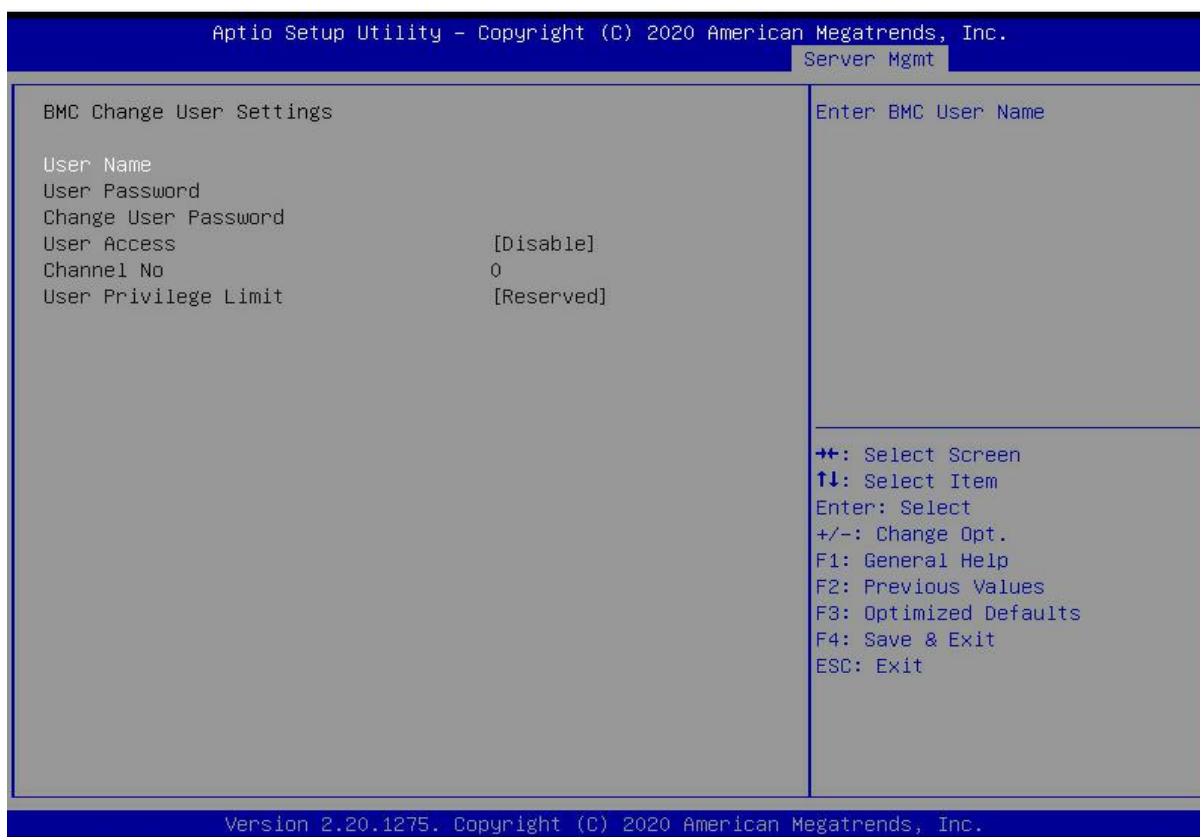 Aptio Setup Utility – Copyright (C) 2020 American Megatrends, Inc.
Server Mgmt
BMC Change User Settings
User Name
User Password
Change User Password
User Access [Disable]
Channel No 0
User Privilege Limit [Reserved]
Enter BMC User Name
→←: Select Screen
↑↓: Select Item
Enter: Select
+/-: Change Opt.
F1: General Help
F2: Previous Values
F3: Optimized Defaults
F4: Save & Exit
ESC: Exit
Version 2.20.1275. Copyright (C) 2020 American Megatrends, Inc.